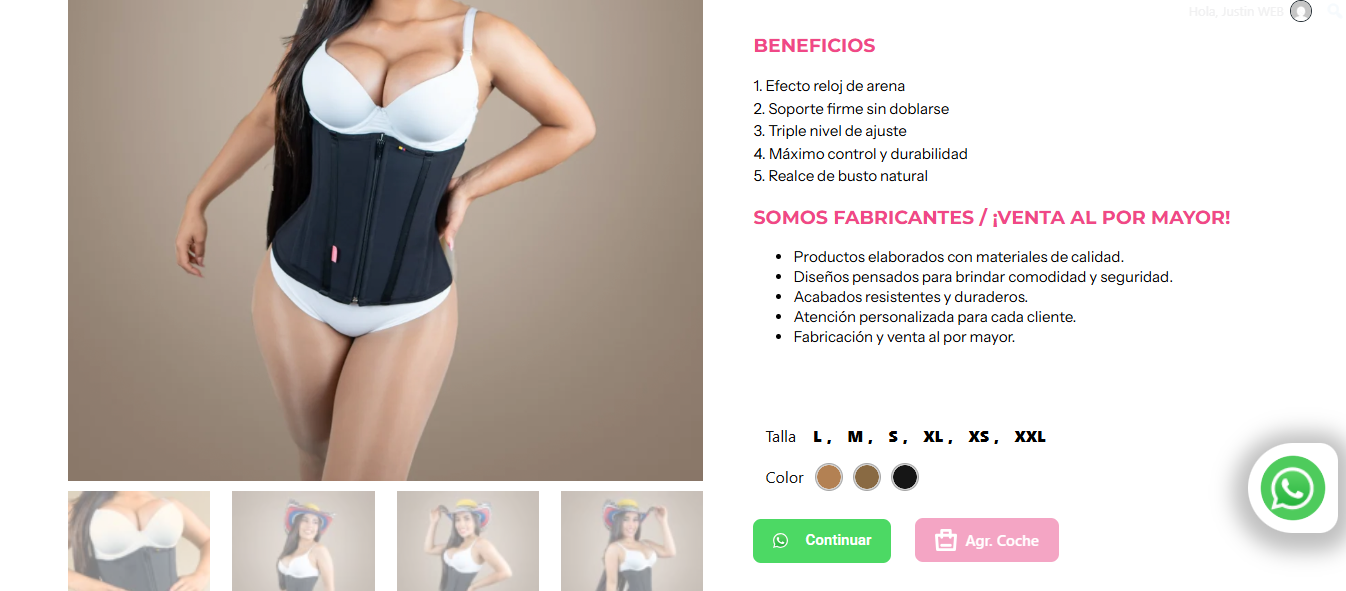 Hola, Justin WEB
BENEFICIOS
1. Efecto reloj de arena
2. Soporte firme sin doblarse
3. Triple nivel de ajuste
4. Máximo control y durabilidad
5. Realce de busto natural
SOMOS FABRICANTES / ¡VENTA AL POR MAYOR!
Productos elaborados con materiales de calidad.
Diseños pensados para brindar comodidad y seguridad.
Acabados resistentes y duraderos.
Atención personalizada para cada cliente.
Fabricación y venta al por mayor.
Talla L , M , S , XL , XS , XXL
Color
Continuar
Agr. Coche